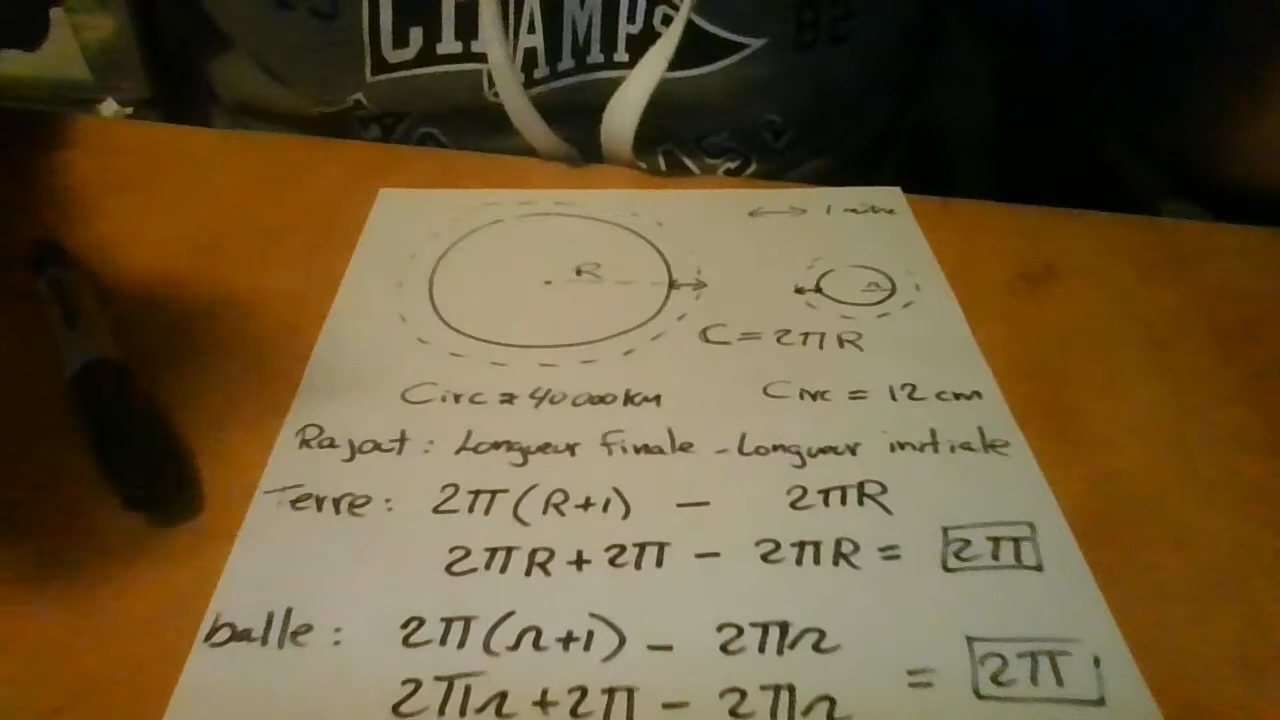 CHAMPS
82
↔ 1 mètre
R
r
C = 2πR
Circ ≈ 40 000 km
Circ = 12 cm
Rajout : Longueur finale - Longueur initiale
Terre : 2π(R+1) - 2πR
2πR + 2π - 2πR = 2π
balle : 2π(r+1) - 2πr
2πr + 2π - 2πr = 2π